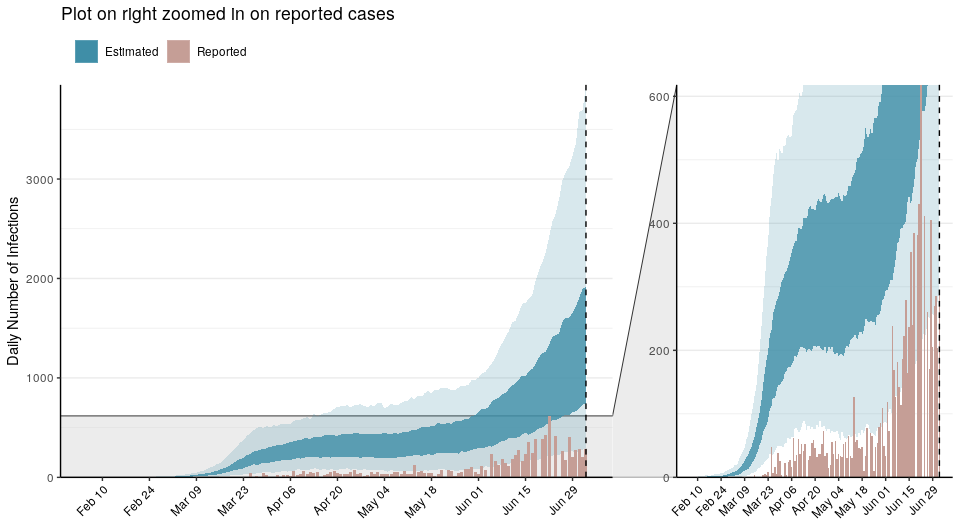 Plot on right zoomed in on reported cases
Estimated Reported
Daily Number of Infections
3000
2000
1000
0
Feb 10 Feb 24 Mar 09 Mar 23 Apr 06 Apr 20 May 04 May 18 Jun 01 Jun 15 Jun 29
600
400
200
0
Feb 10 Feb 24 Mar 09 Mar 23 Apr 06 Apr 20 May 04 May 18 Jun 01 Jun 15 Jun 29